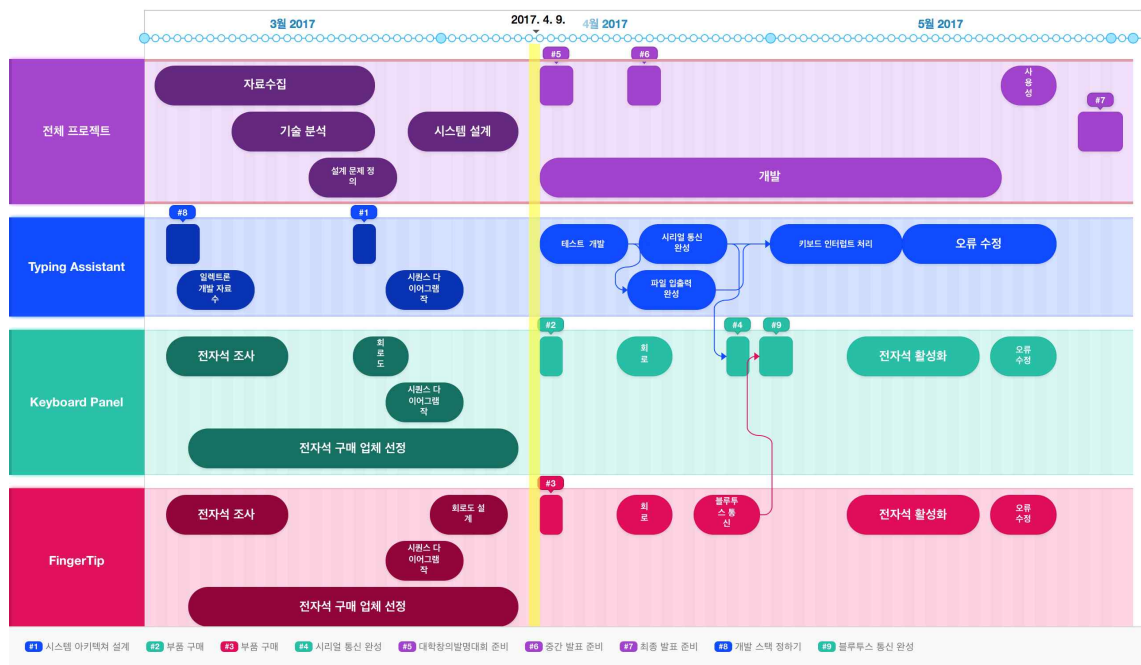 3월 2017
2017. 4. 9.
4월 2017
5월 2017
#5
#6
전체 프로젝트
자료수집
사
용
성
#7
기술 분석
시스템 설계
설계 문제 정
의
개발
#8
#1
Typing Assistant
테스트 개발
시리얼 통신
완성
키보드 인터럽트 처리
오류 수정
일렉트론
개발 자료
수
시퀀스 다
이어그램
작
파일 입출력
완성
#2
#4
#9
Keyboard Panel
전자석 조사
회
로
도
회
로
전자석 활성화
오류
수정
시퀀스 다
이어그램
작
전자석 구매 업체 선정
#3
FingerTip
전자석 조사
회로도 설
계
회
로
블루투
스 통
신
전자석 활성화
오류
수정
시퀀스 다
이어그램
작
전자석 구매 업체 선정
#1 시스템 아키텍쳐 설계 #2 부품 구매 #3 부품 구매 #4 시리얼 통신 완성 #5 대학창의발명대회 준비 #6 중간 발표 준비 #7 최종 발표 준비 #8 개발 스택 정하기 #9 블루투스 통신 완성